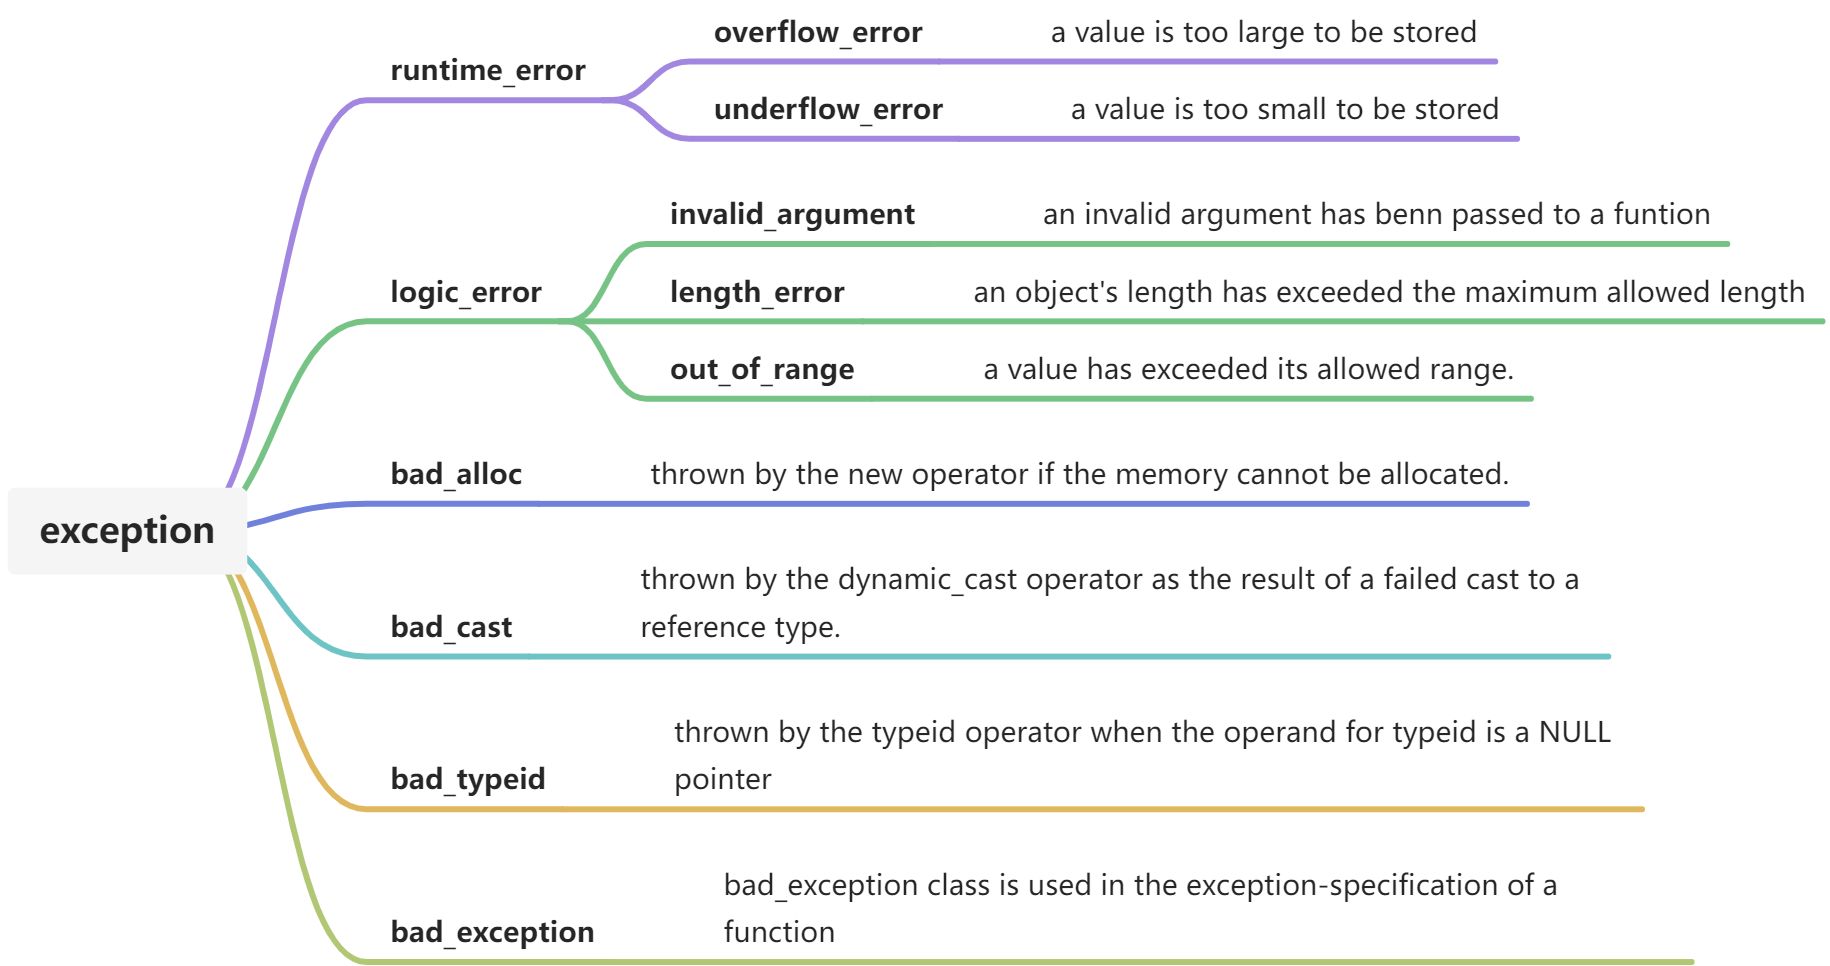 overflow_error a value is too large to be stored
runtime_error
underflow_error a value is too small to be stored
invalid_argument an invalid argument has benn passed to a funtion
logic_error length_error an object's length has exceeded the maximum allowed length
out_of_range a value has exceeded its allowed range.
bad_alloc thrown by the new operator if the memory cannot be allocated.
exception
thrown by the dynamic_cast operator as the result of a failed cast to a
bad_cast reference type.
thrown by the typeid operator when the operand for typeid is a NULL
bad_typeid pointer
bad_exception class is used in the exception-specification of a
bad_exception function